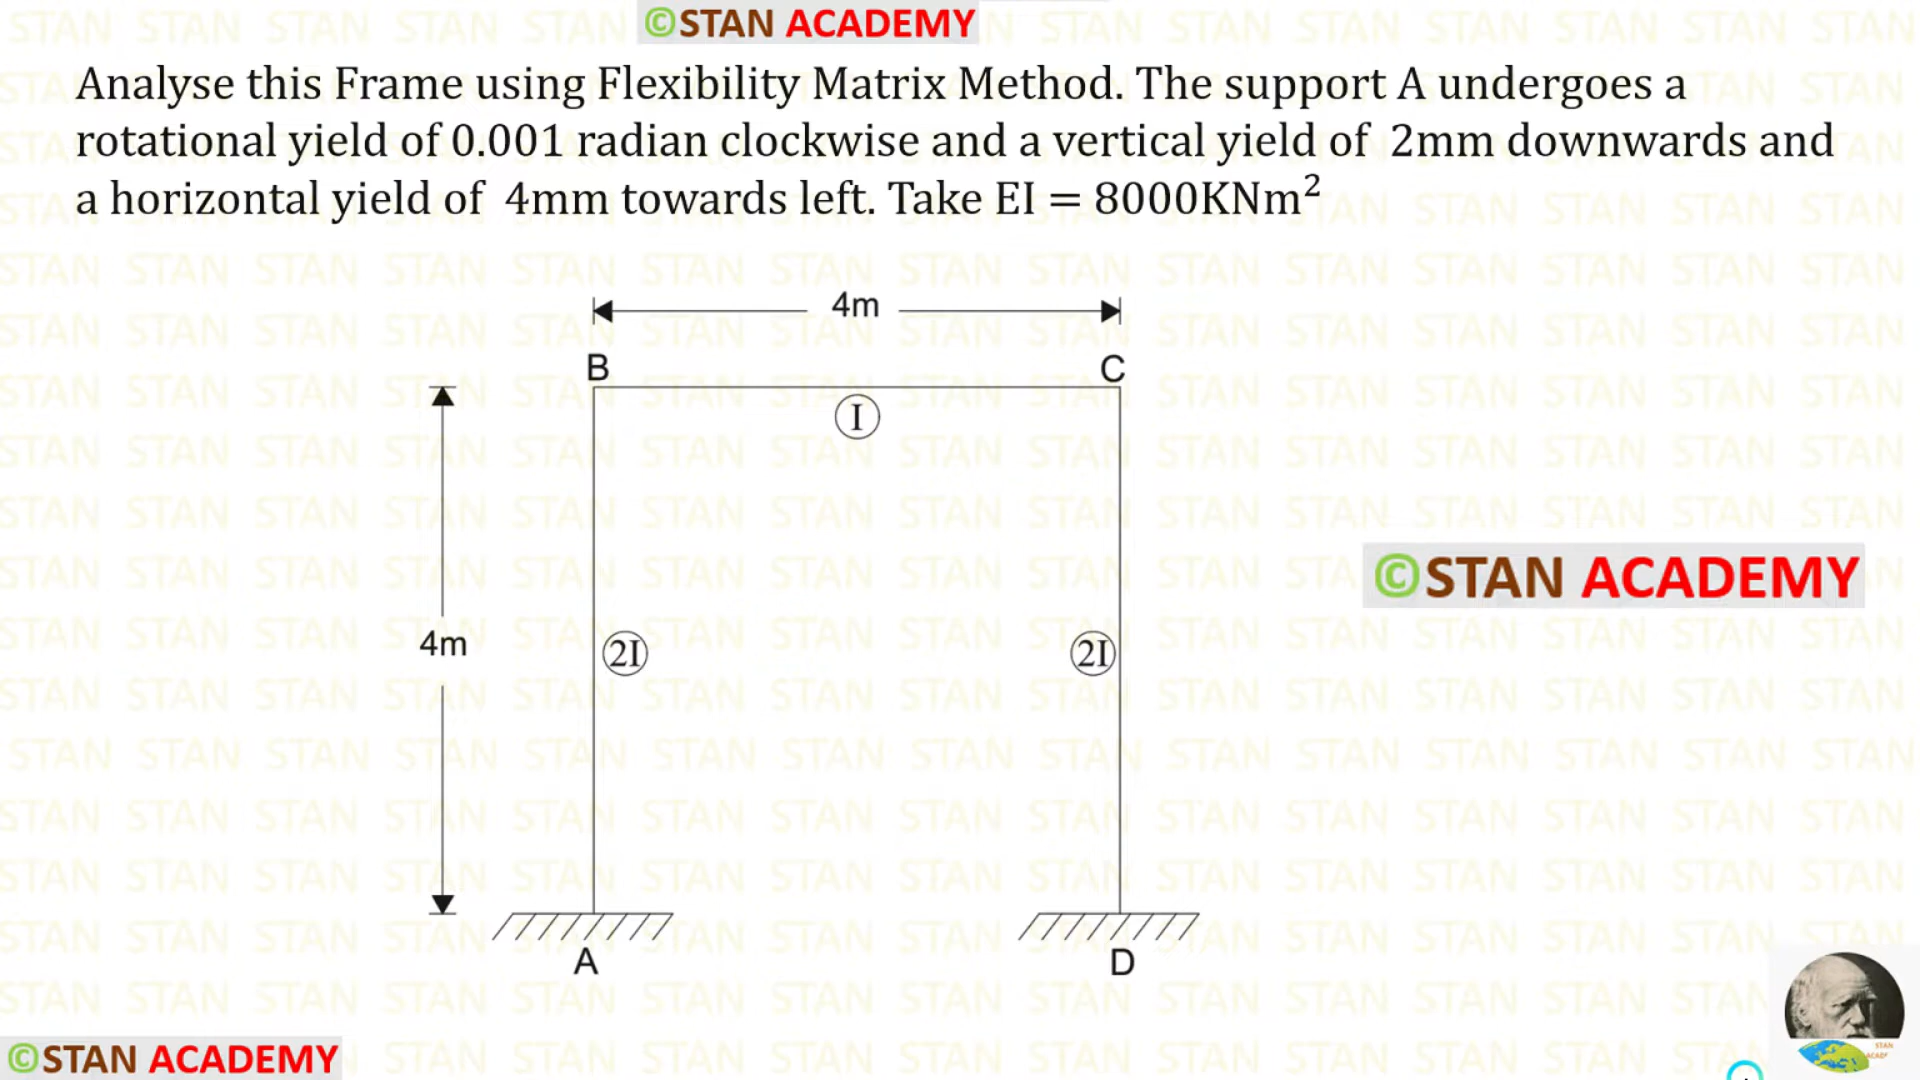 ©STAN ACADEMY
Analyse this Frame using Flexibility Matrix Method. The support A undergoes a
rotational yield of 0.001 radian clockwise and a vertical yield of 2mm downwards and
a horizontal yield of 4mm towards left. Take EI = 8000KNm²
4m
B
C
I
4m
2I
2I
©STAN ACADEMY
A
D
©STAN ACADEMY